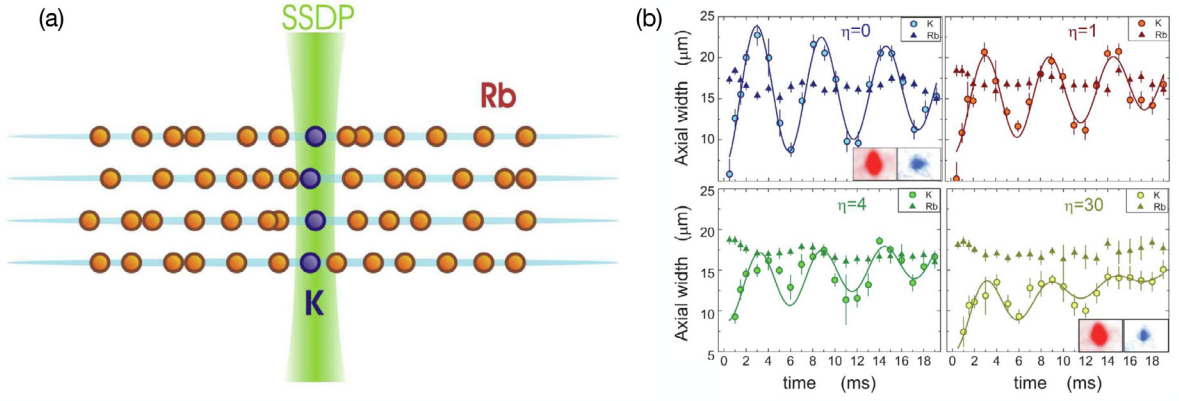 (a)
SSDP
Rb
K
(b)
25
20
15
10
Axial width (μm)
η=0
K
Rb
η=1
K
Rb
25
20
15
10
5
Axial width (μm)
η=4
K
Rb
η=30
K
Rb
0 2 4 6 8 10 12 14 16 18
time (ms)
0 2 4 6 8 10 12 14 16 18
time (ms)